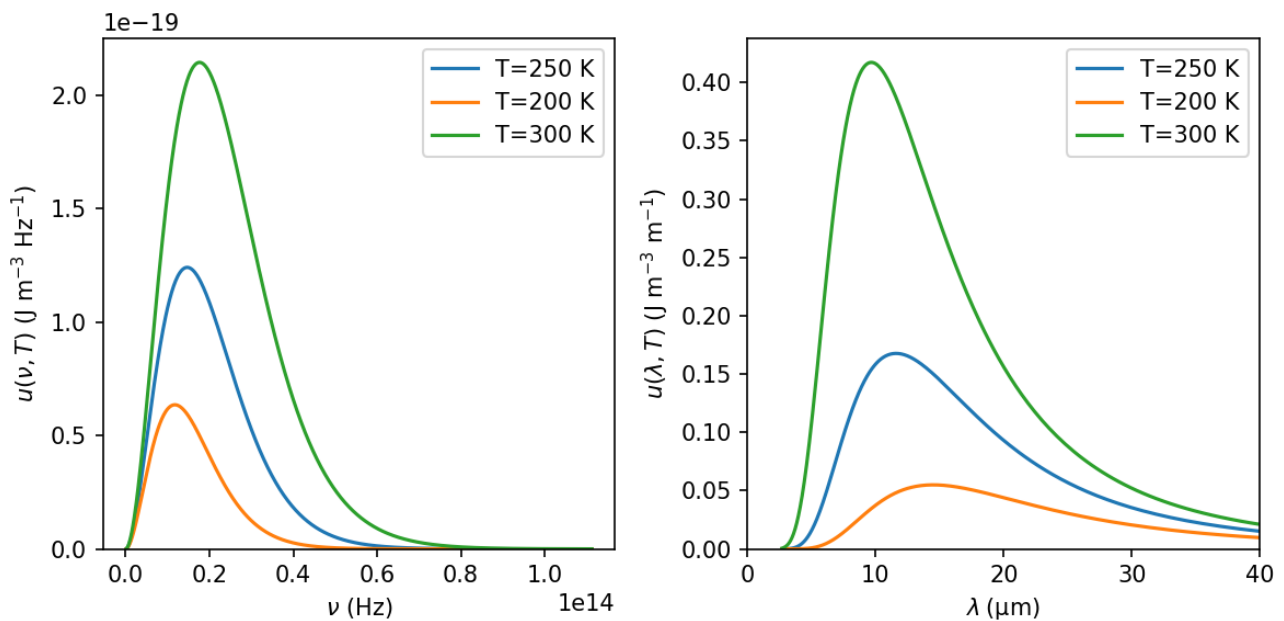 1e−19
2.0
1.5
1.0
0.5
0.0
u(ν, T) (J m⁻³ Hz⁻¹)
T=250 K
T=200 K
T=300 K
0.0 0.2 0.4 0.6 0.8 1.0
1e14
ν (Hz)
0.40
0.35
0.30
0.25
0.20
0.15
0.10
0.05
0.00
u(λ, T) (J m⁻³ m⁻¹)
T=250 K
T=200 K
T=300 K
0 10 20 30 40
λ (µm)